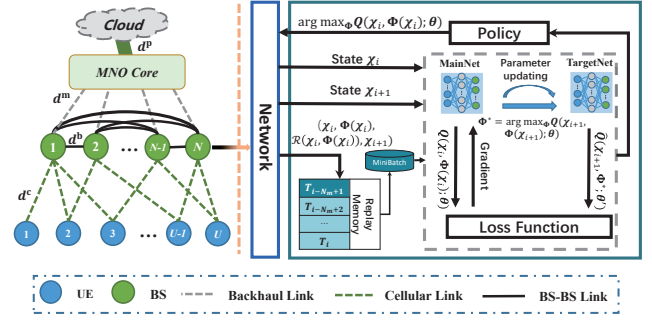 Cloud
d^p
MNO Core
d^m
d^b
1
2
...
N-1
N
d^c
1
2
3
...
U-1
U
Network
arg max_Φ Q(χ_i, Φ(χ_i); θ)
Policy
State χ_i
State χ_{i+1}
(χ_i, Φ(χ_i),
ℛ(χ_i, Φ(χ_i)), χ_{i+1})
T_{i-N_m+1}
T_{i-N_m+2}
...
T_i
Replay
Memory
MiniBatch
MainNet
Parameter
updating
TargetNet
Φ* = arg max_Φ Q(χ_{i+1},
Φ(χ_{i+1}); θ)
Q(χ_i, Φ(χ_i); θ)
Gradient
Q̂(χ_{i+1}, Φ*; θ')
Loss Function
UE
BS
Backhaul Link
Cellular Link
BS-BS Link